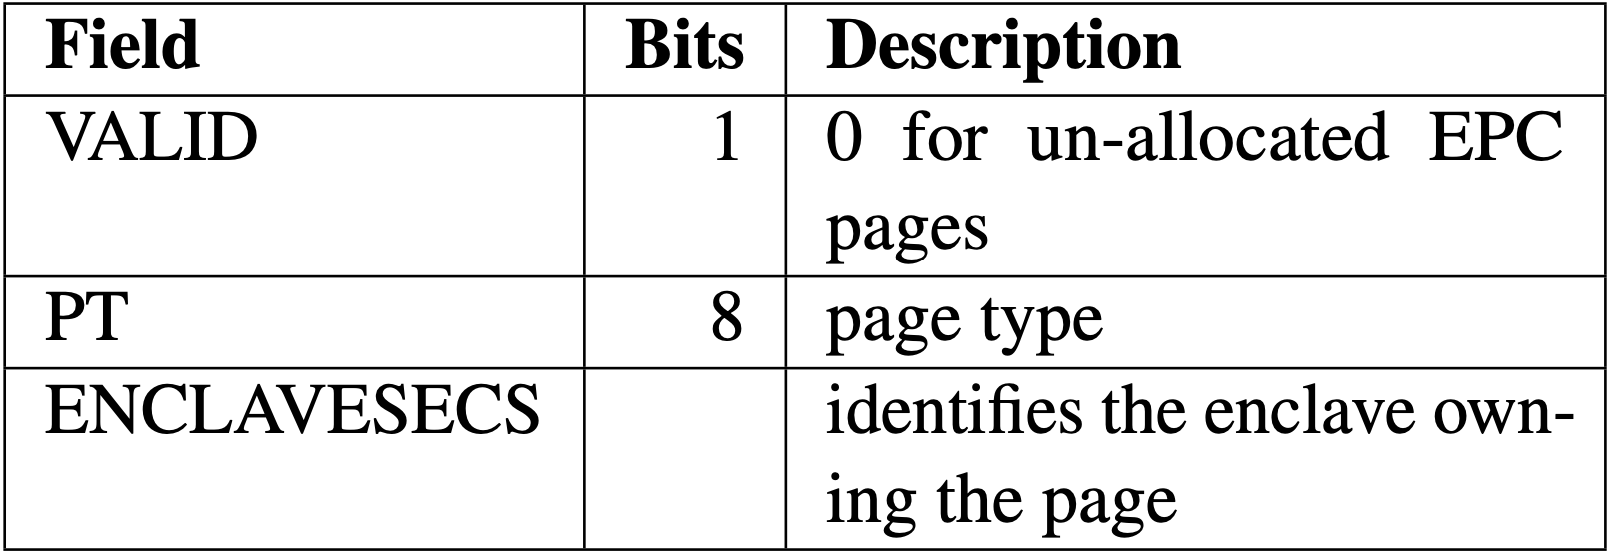 Field Bits Description
VALID 1 0 for un-allocated EPC
pages
PT 8 page type
ENCLAVESECS identifies the enclave own-
ing the page